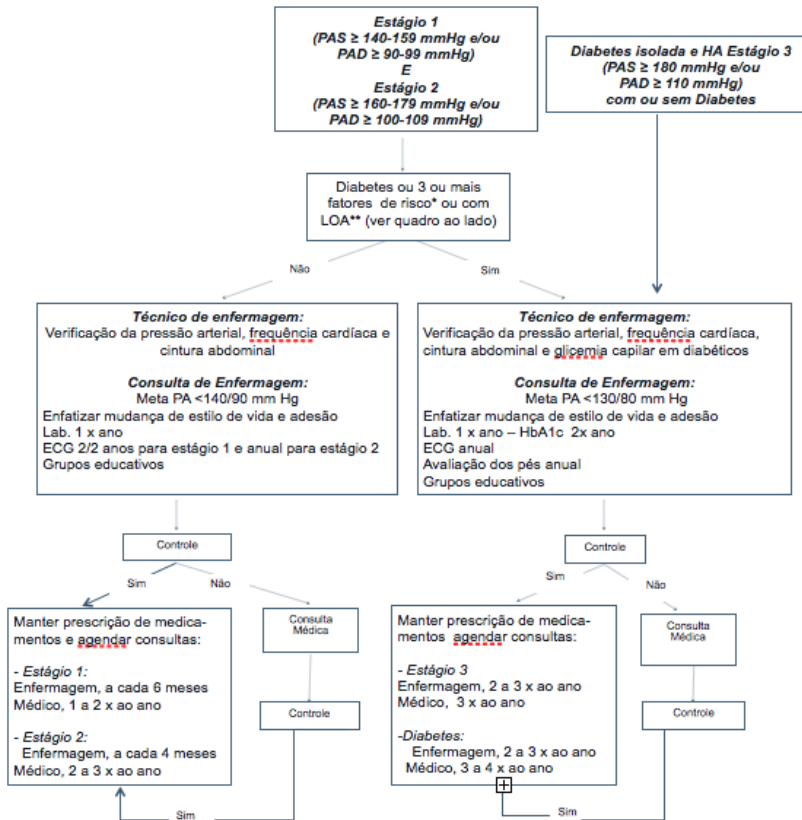 Estágio 1
(PAS ≥ 140-159 mmHg e/ou
PAD ≥ 90-99 mmHg)
E
Estágio 2
(PAS ≥ 160-179 mmHg e/ou
PAD ≥ 100-109 mmHg)
Diabetes isolada e HA Estágio 3
(PAS ≥ 180 mmHg e/ou
PAD ≥ 110 mmHg)
com ou sem Diabetes
Diabetes ou 3 ou mais
fatores de risco* ou com
LOA** (ver quadro ao lado)
Não
Sim
Técnico de enfermagem:
Verificação da pressão arterial, frequência cardíaca e
cintura abdominal
Consulta de Enfermagem:
Meta PA <140/90 mm Hg
Enfatizar mudança de estilo de vida e adesão
Lab. 1 x ano
ECG 2/2 anos para estágio 1 e anual para estágio 2
Grupos educativos
Técnico de enfermagem:
Verificação da pressão arterial, frequência cardíaca,
cintura abdominal e glicemia capilar em diabéticos
Consulta de Enfermagem:
Meta PA <130/80 mm Hg
Enfatizar mudança de estilo de vida e adesão
Lab. 1 x ano – HbA1c 2x ano
ECG anual
Avaliação dos pés anual
Grupos educativos
Controle
Sim
Não
Manter prescrição de medica-
mentos e agendar consultas:
- Estágio 1:
Enfermagem, a cada 6 meses
Médico, 1 a 2 x ao ano
- Estágio 2:
Enfermagem, a cada 4 meses
Médico, 2 a 3 x ao ano
Consulta
Médica
Controle
Sim
Controle
Sim
Não
Manter prescrição de medica-
mentos agendar consultas:
- Estágio 3
Enfermagem, 2 a 3 x ao ano
Médico, 3 x ao ano
-Diabetes:
Enfermagem, 2 a 3 x ao ano
Médico, 3 a 4 x ao ano
Consulta
Médica
Controle
Sim